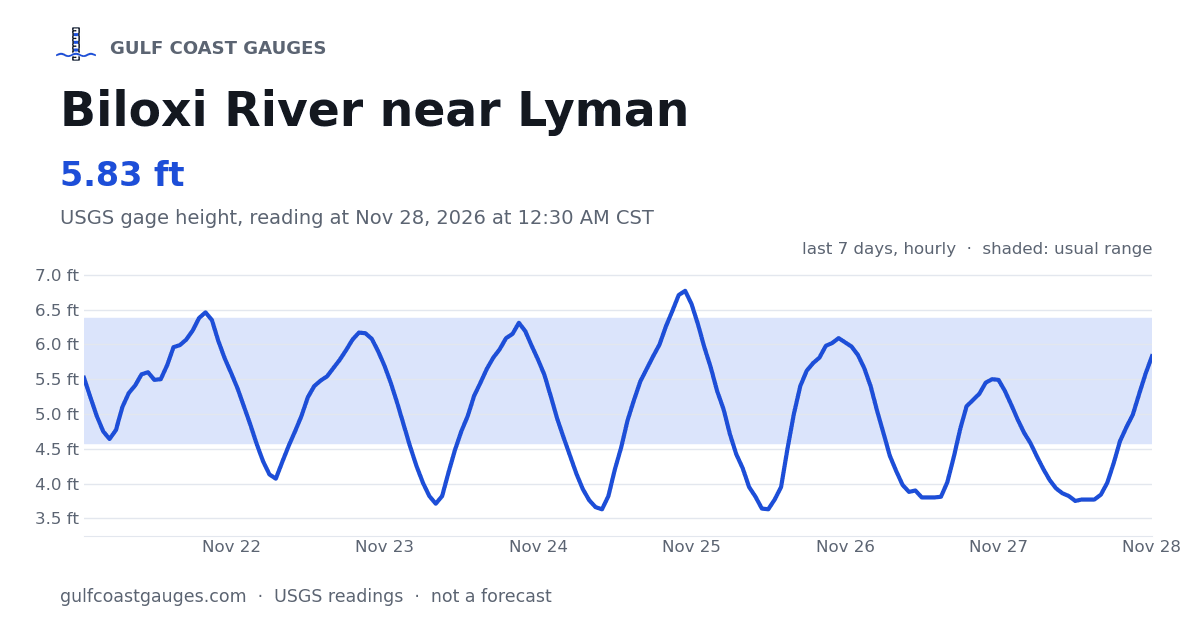 GULF COAST GAUGES
Biloxi River near Lyman
5.83 ft
USGS gage height, reading at Nov 28, 2026 at 12:30 AM CST
last 7 days, hourly · shaded: usual range
7.0 ft
6.5 ft
6.0 ft
5.5 ft
5.0 ft
4.5 ft
4.0 ft
3.5 ft
Nov 22 Nov 23 Nov 24 Nov 25 Nov 26 Nov 27 Nov 28
gulfcoastgauges.com · USGS readings · not a forecast